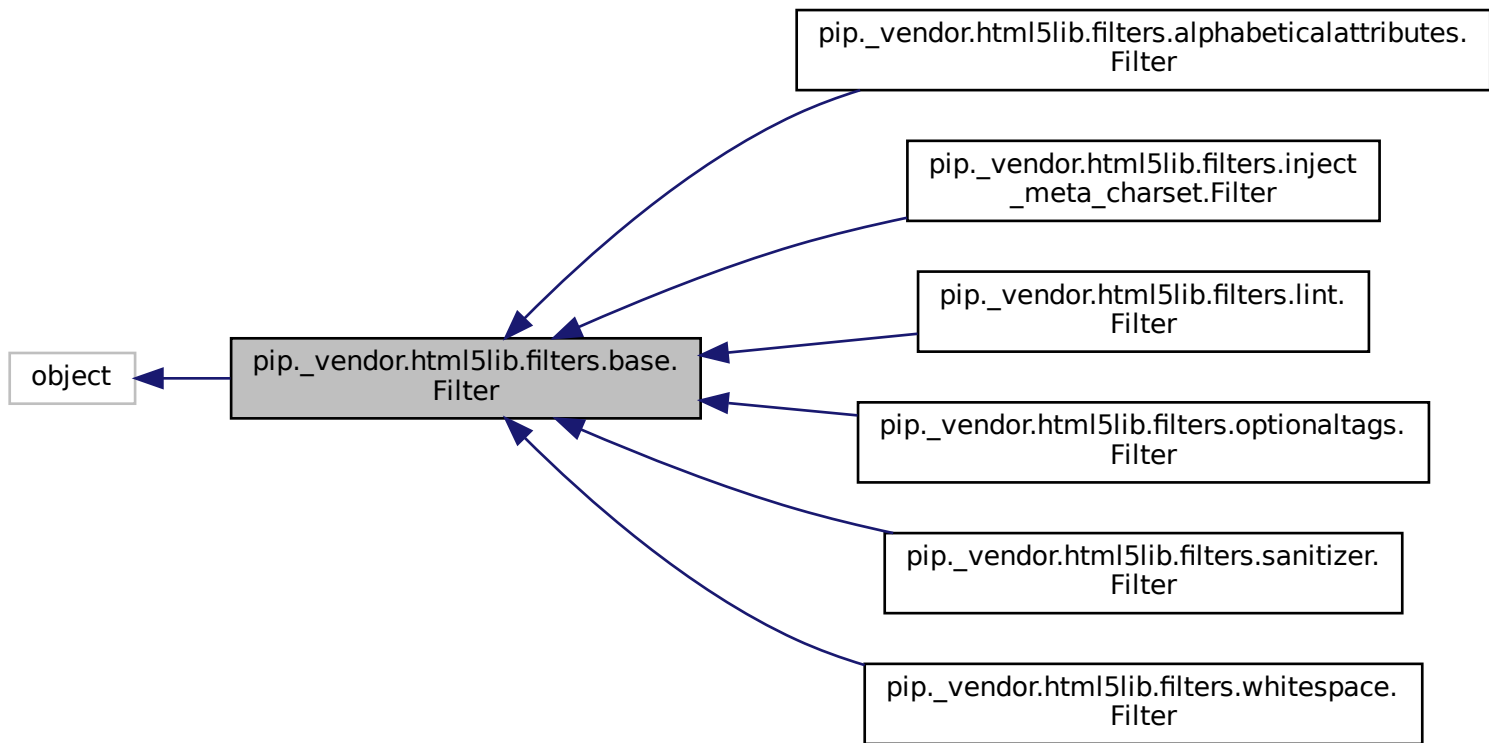 pip._vendor.html5lib.filters.alphabeticalattributes.
Filter
pip._vendor.html5lib.filters.inject
_meta_charset.Filter
pip._vendor.html5lib.filters.lint.
Filter
object
pip._vendor.html5lib.filters.base.
Filter
pip._vendor.html5lib.filters.optionaltags.
Filter
pip._vendor.html5lib.filters.sanitizer.
Filter
pip._vendor.html5lib.filters.whitespace.
Filter